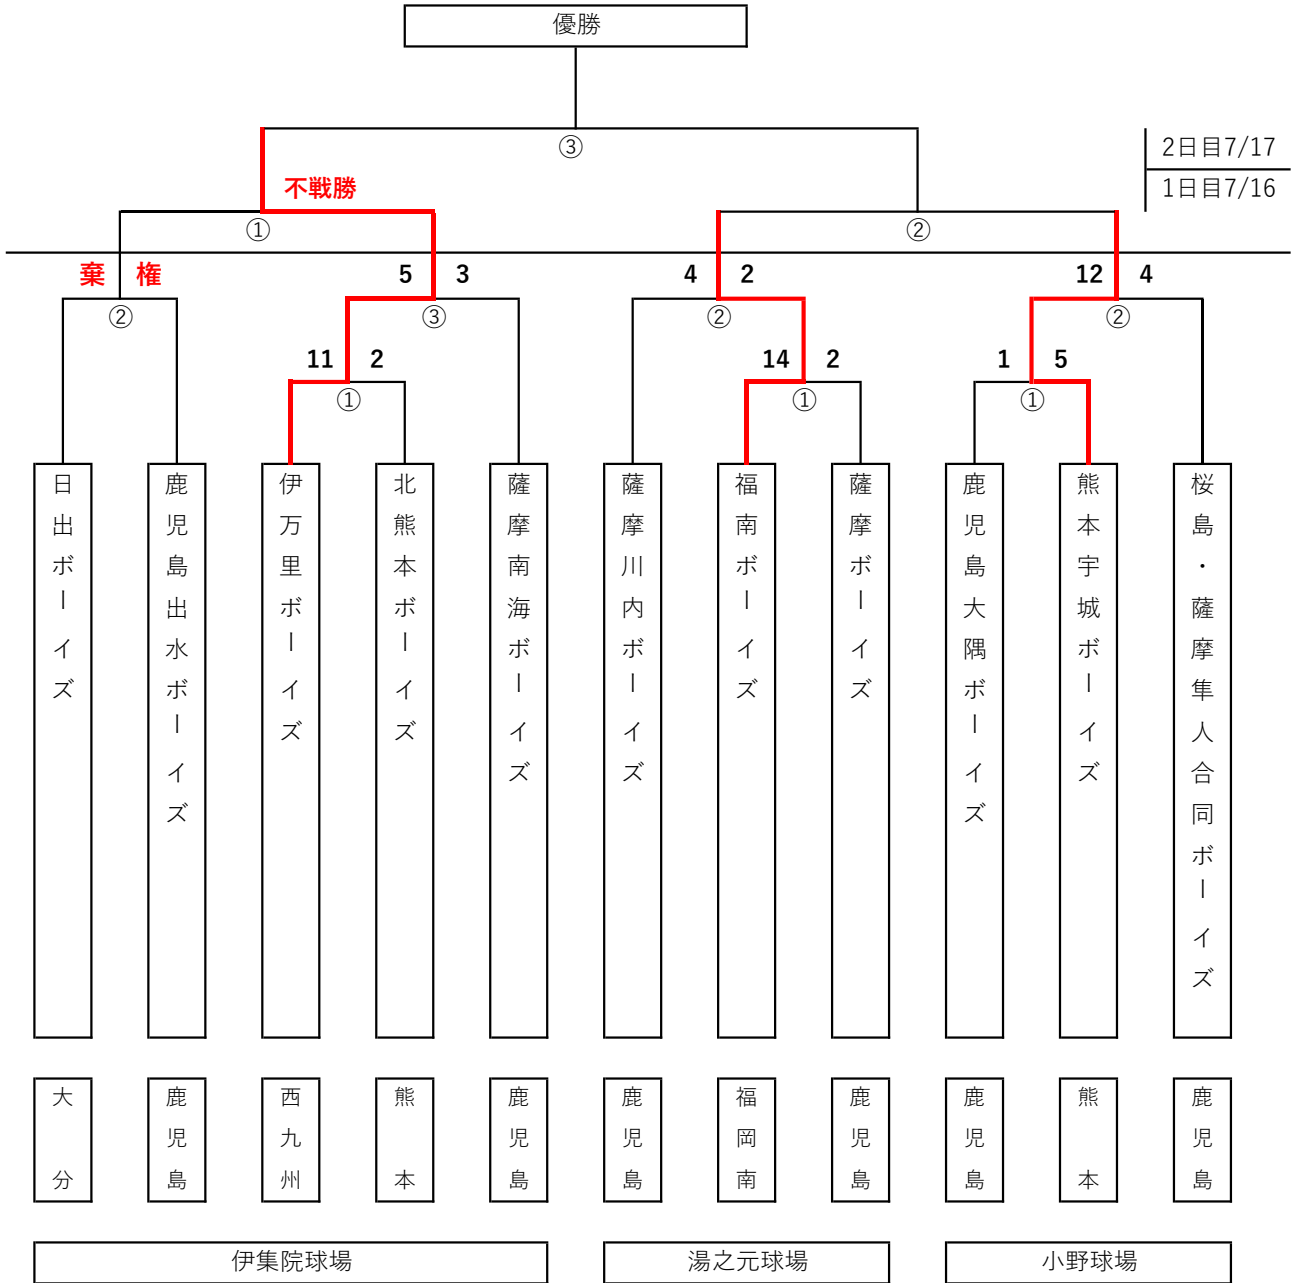 優勝
③
2日目7/17
1日目7/16
不戦勝
①
②
棄 権
5 3
4 2
12 4
②
③
②
②
11 2
14 2
1 5
①
①
①
日出ボーイズ
鹿児島出水ボーイズ
伊万里ボーイズ
北熊本ボーイズ
薩摩南海ボーイズ
薩摩川内ボーイズ
福南ボーイズ
薩摩ボーイズ
鹿児島大隅ボーイズ
熊本宇城ボーイズ
桜島・薩摩隼人合同ボーイズ
大分
鹿児島
西九州
熊本
鹿児島
鹿児島
福岡南
鹿児島
鹿児島
熊本
鹿児島
伊集院球場
湯之元球場
小野球場